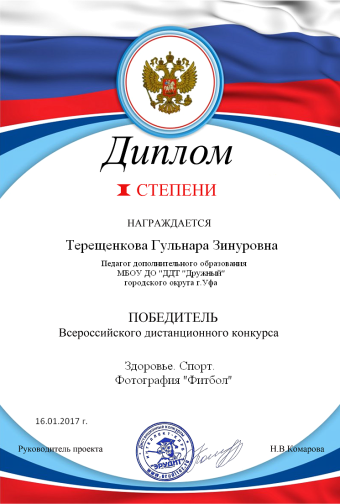 Диплом
I СТЕПЕНИ
НАГРАЖДАЕТСЯ
Терещенкова Гульнара Зинуровна
Педагог дополнительного образования
МБОУ ДО "ДДТ "Дружный"
городского округа г.Уфа
ПОБЕДИТЕЛЬ
Всероссийского дистанционного конкурса
Здоровье. Спорт.
Фотография "Фитбол"
16.01.2017 г.
ЭРУДИТ
Руководитель проекта
Н.В.Комарова